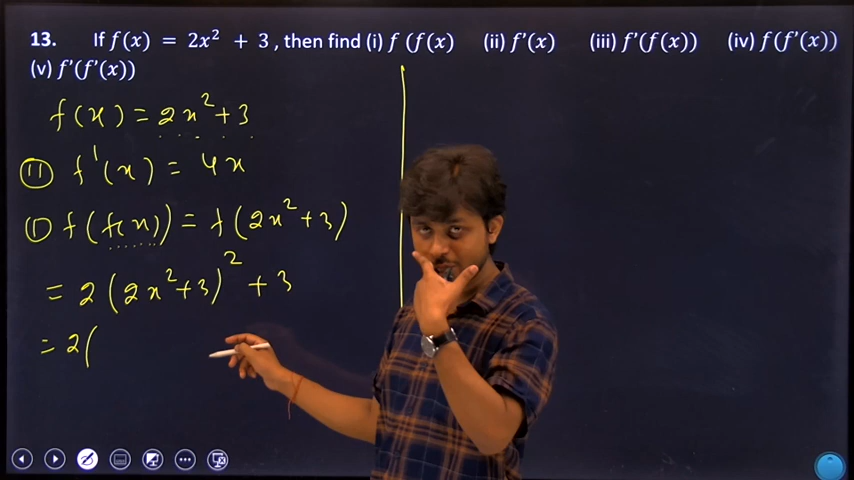 13. If f(x) = 2x² + 3, then find (i) f (f(x) (ii) f'(x) (iii) f'(f(x)) (iv) f(f'(x))
(v) f'(f'(x))
f(x) = 2x² + 3
(ii) f'(x) = 4x
(i) f(f(x)) = f(2x² + 3)
= 2(2x² + 3)² + 3
= 2(